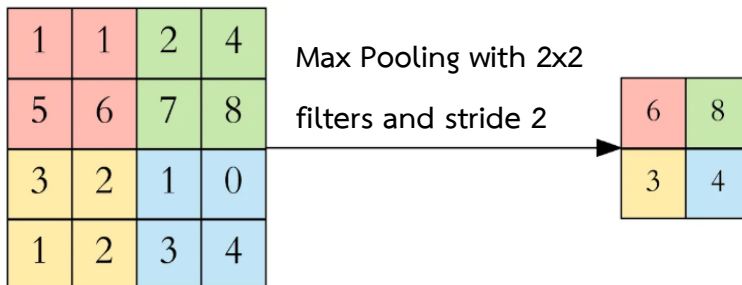 1 1 2 4
Max Pooling with 2x2
5 6 7 8
filters and stride 2
6 8
3 2 1 0
3 4
1 2 3 4